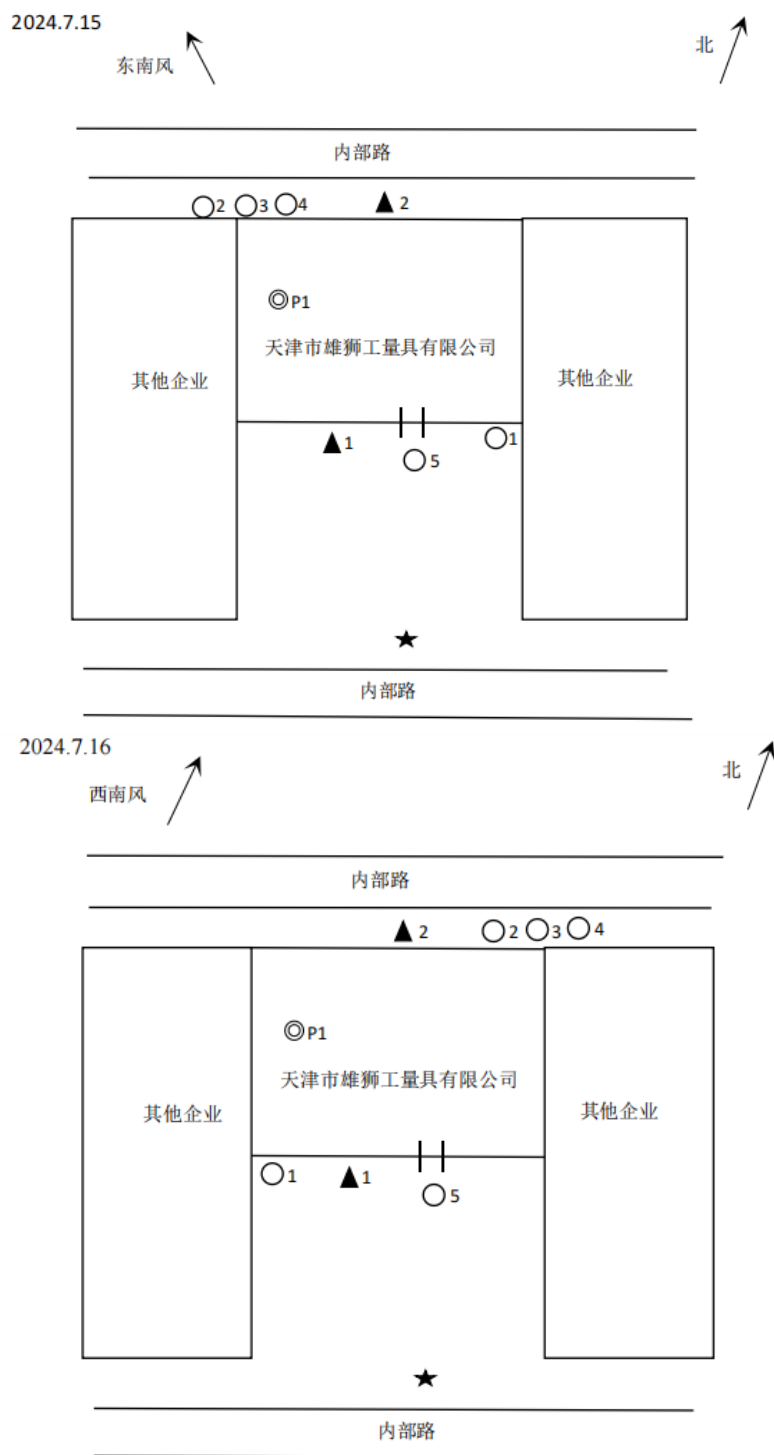 2024.7.15
东南风
北
内部路
2
3
4
2
P1
天津市雄狮工量具有限公司
其他企业
其他企业
1
5
1
内部路
2024.7.16
西南风
北
内部路
2
2
3
4
P1
天津市雄狮工量具有限公司
其他企业
其他企业
1
1
5
内部路